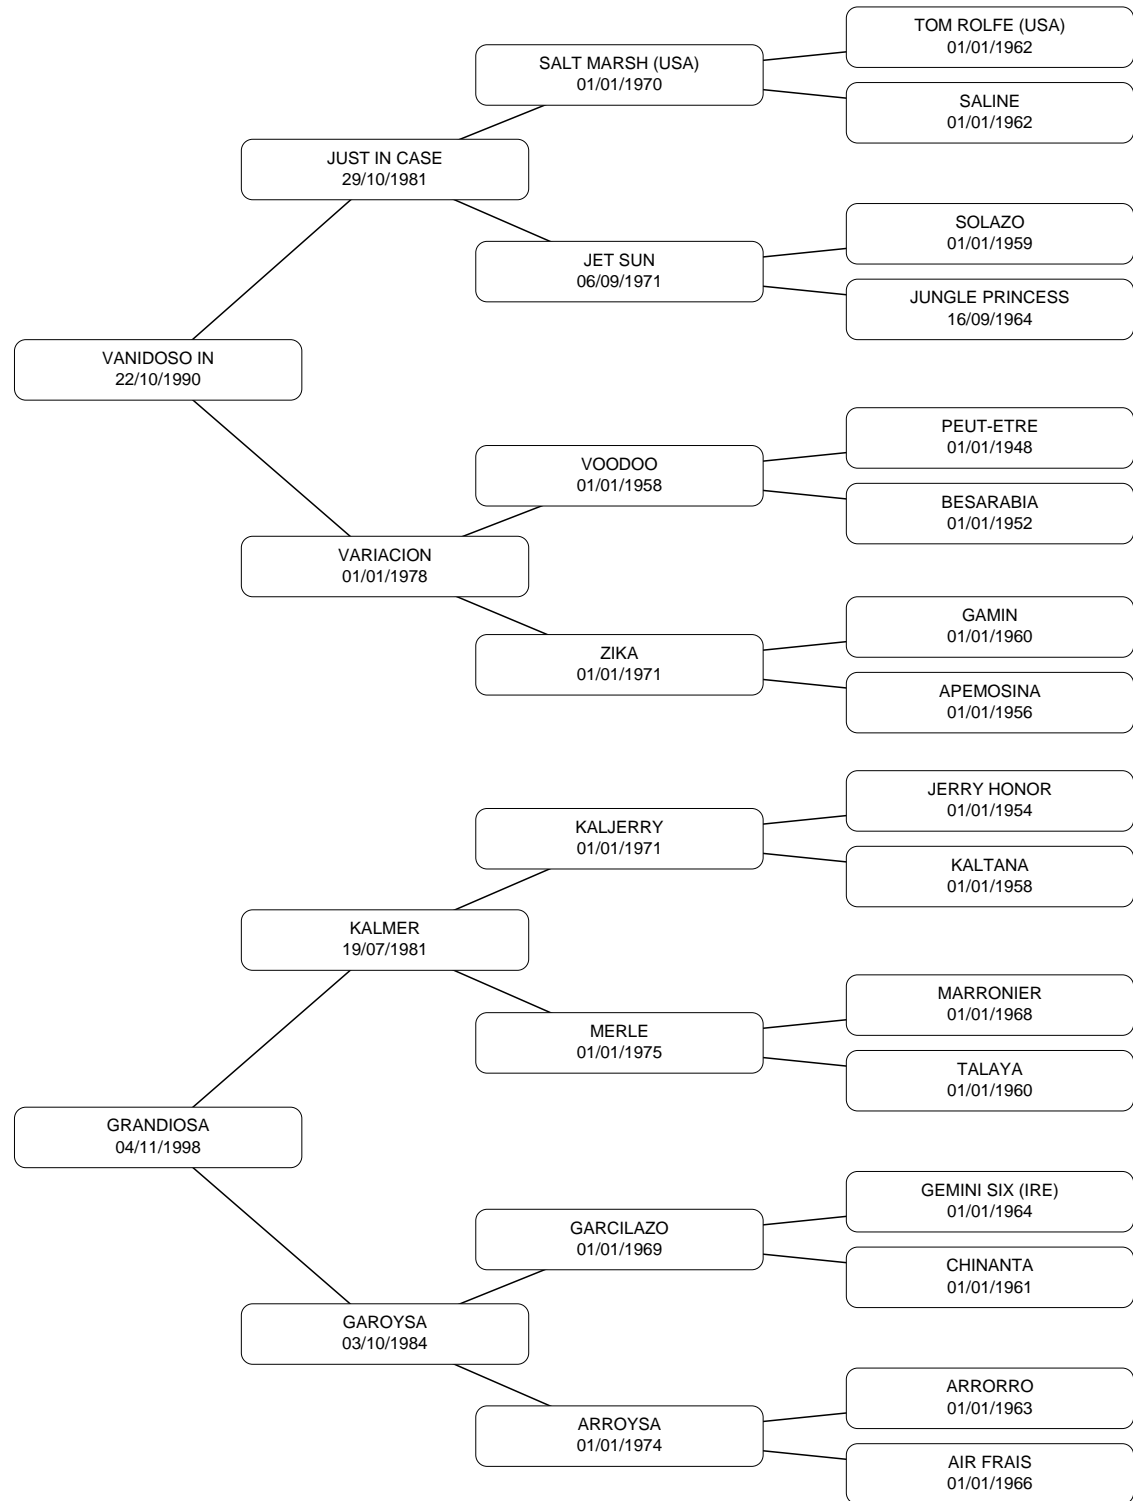 TOM ROLFE (USA)
01/01/1962
SALT MARSH (USA)
01/01/1970
SALINE
01/01/1962
JUST IN CASE
29/10/1981
SOLAZO
01/01/1959
JET SUN
06/09/1971
JUNGLE PRINCESS
16/09/1964
VANIDOSO IN
22/10/1990
PEUT-ETRE
01/01/1948
VOODOO
01/01/1958
BESARABIA
01/01/1952
VARIACION
01/01/1978
GAMIN
01/01/1960
ZIKA
01/01/1971
APEMOSINA
01/01/1956
JERRY HONOR
01/01/1954
KALJERRY
01/01/1971
KALTANA
01/01/1958
KALMER
19/07/1981
MARRONIER
01/01/1968
MERLE
01/01/1975
TALAYA
01/01/1960
GRANDIOSA
04/11/1998
GEMINI SIX (IRE)
01/01/1964
GARCILAZO
01/01/1969
CHINANTA
01/01/1961
GAROYSA
03/10/1984
ARRORRO
01/01/1963
ARROYSA
01/01/1974
AIR FRAIS
01/01/1966